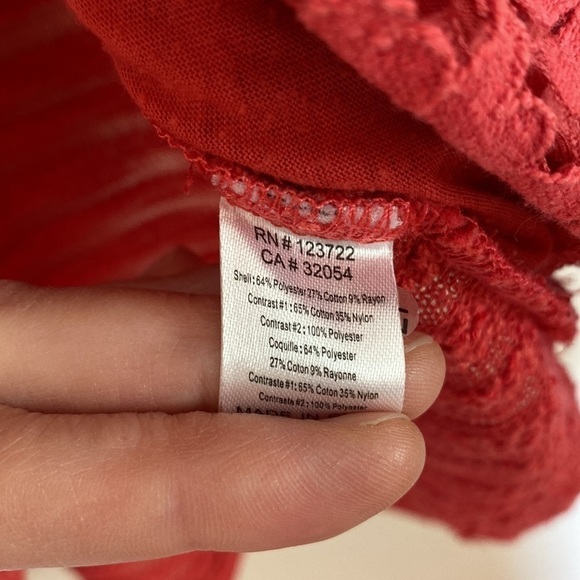 RN# 123722
CA # 32054
Shell: 64% Polyester 27% Cotton 9% Rayon
Contrast#1: 65% Cotton 35% Nylon
Contrast #2: 100% Polyester
Coquille: 64% Polyester
27% Coton 9% Rayonne
Contraste #1: 65% Coton 35% Nylon
Contraste #2: 100% Polyester
MADE IN